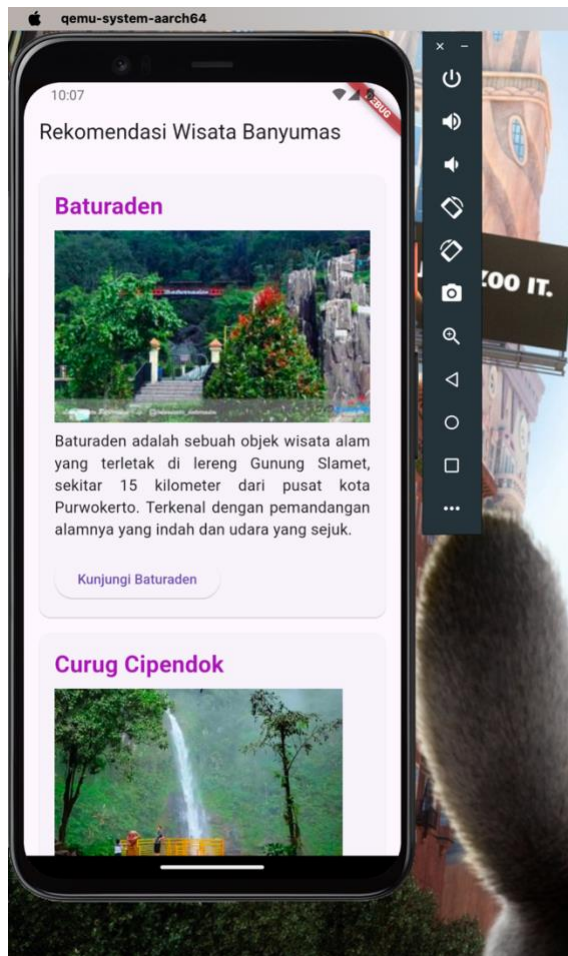 qemu-system-aarch64
10:07
Rekomendasi Wisata Banyumas
Baturaden
Baturaden
Baturaden adalah sebuah objek wisata alam
yang terletak di lereng Gunung Slamet,
sekitar 15 kilometer dari pusat kota
Purwokerto. Terkenal dengan pemandangan
alamnya yang indah dan udara yang sejuk.
Kunjungi Baturaden
Curug Cipendok
ZOO IT.